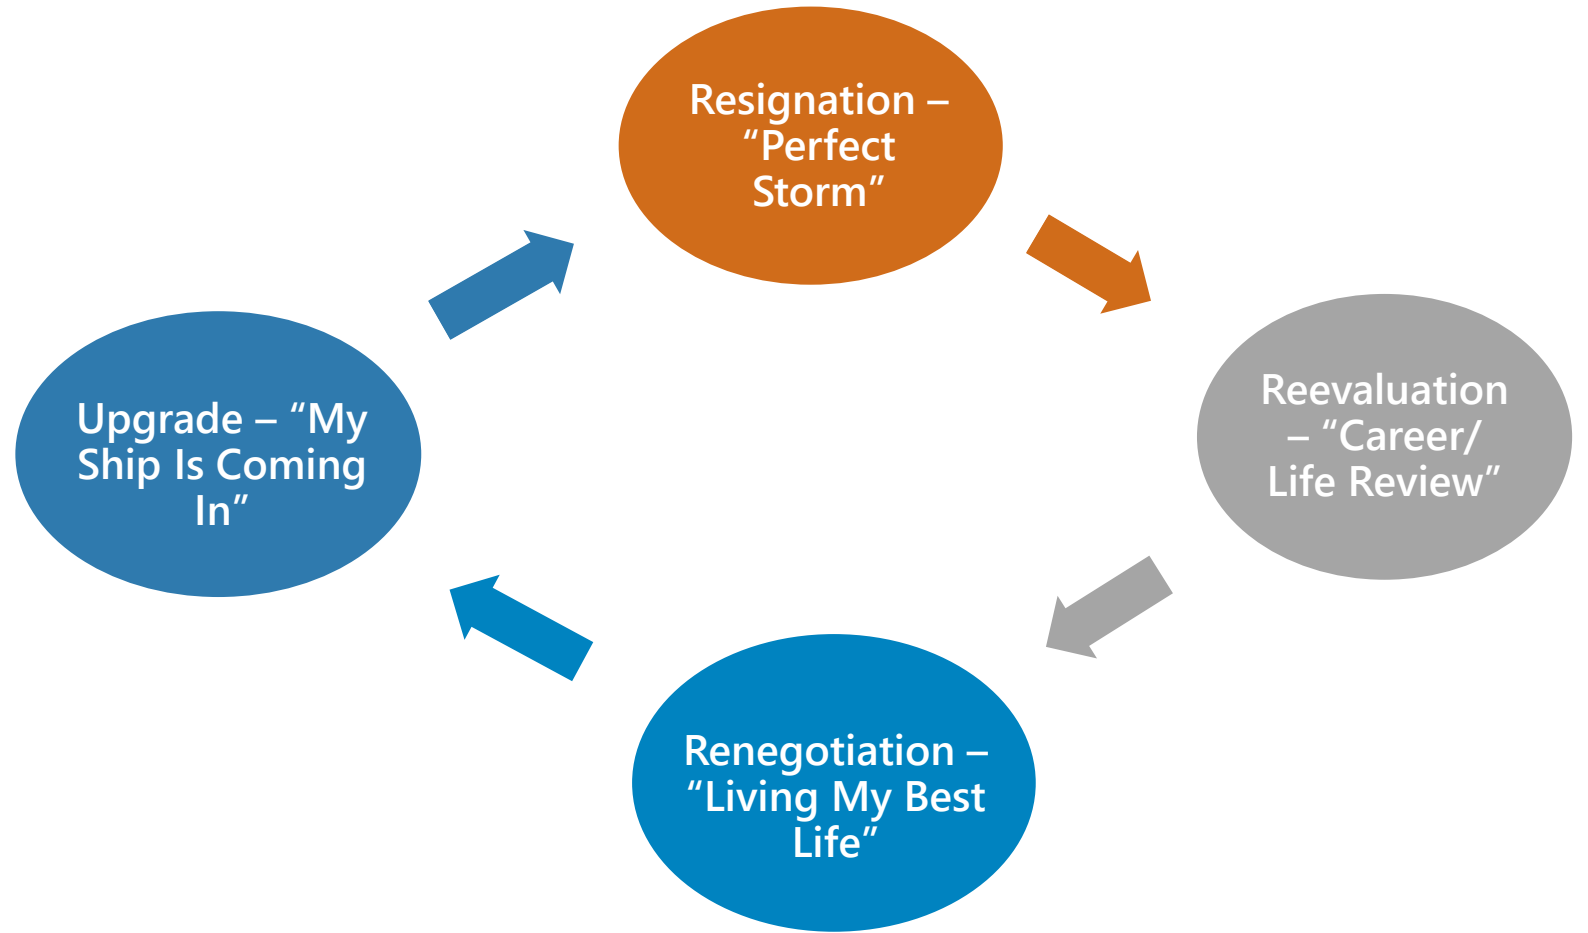 Resignation –
“Perfect
Storm”
Reevaluation
– “Career/
Life Review”
Renegotiation –
“Living My Best
Life”
Upgrade – “My
Ship Is Coming
In”